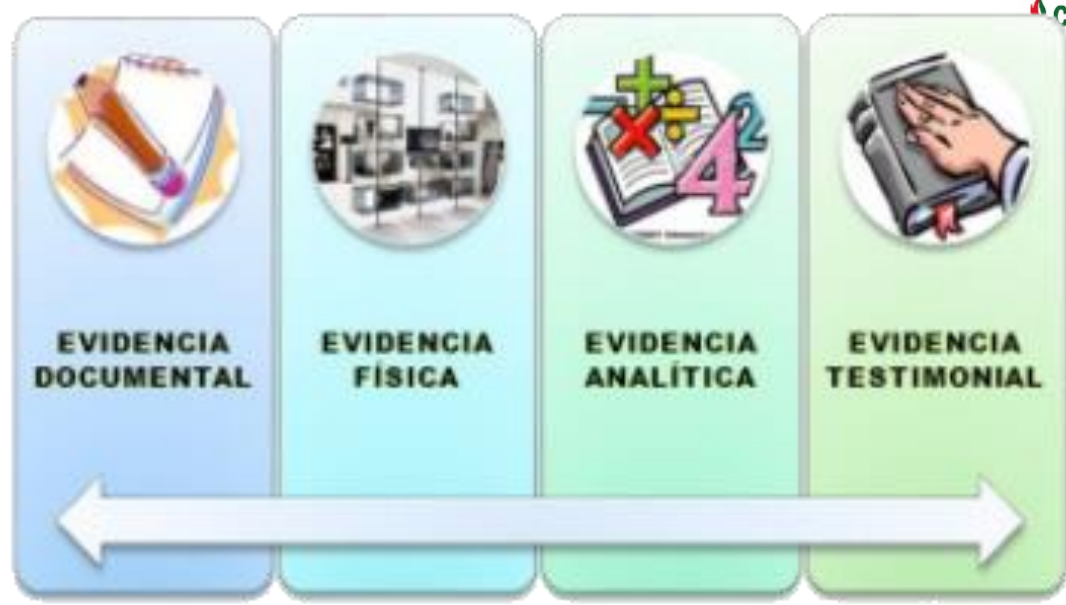 EVIDENCIA
DOCUMENTAL
EVIDENCIA
FÍSICA
EVIDENCIA
ANALÍTICA
EVIDENCIA
TESTIMONIAL